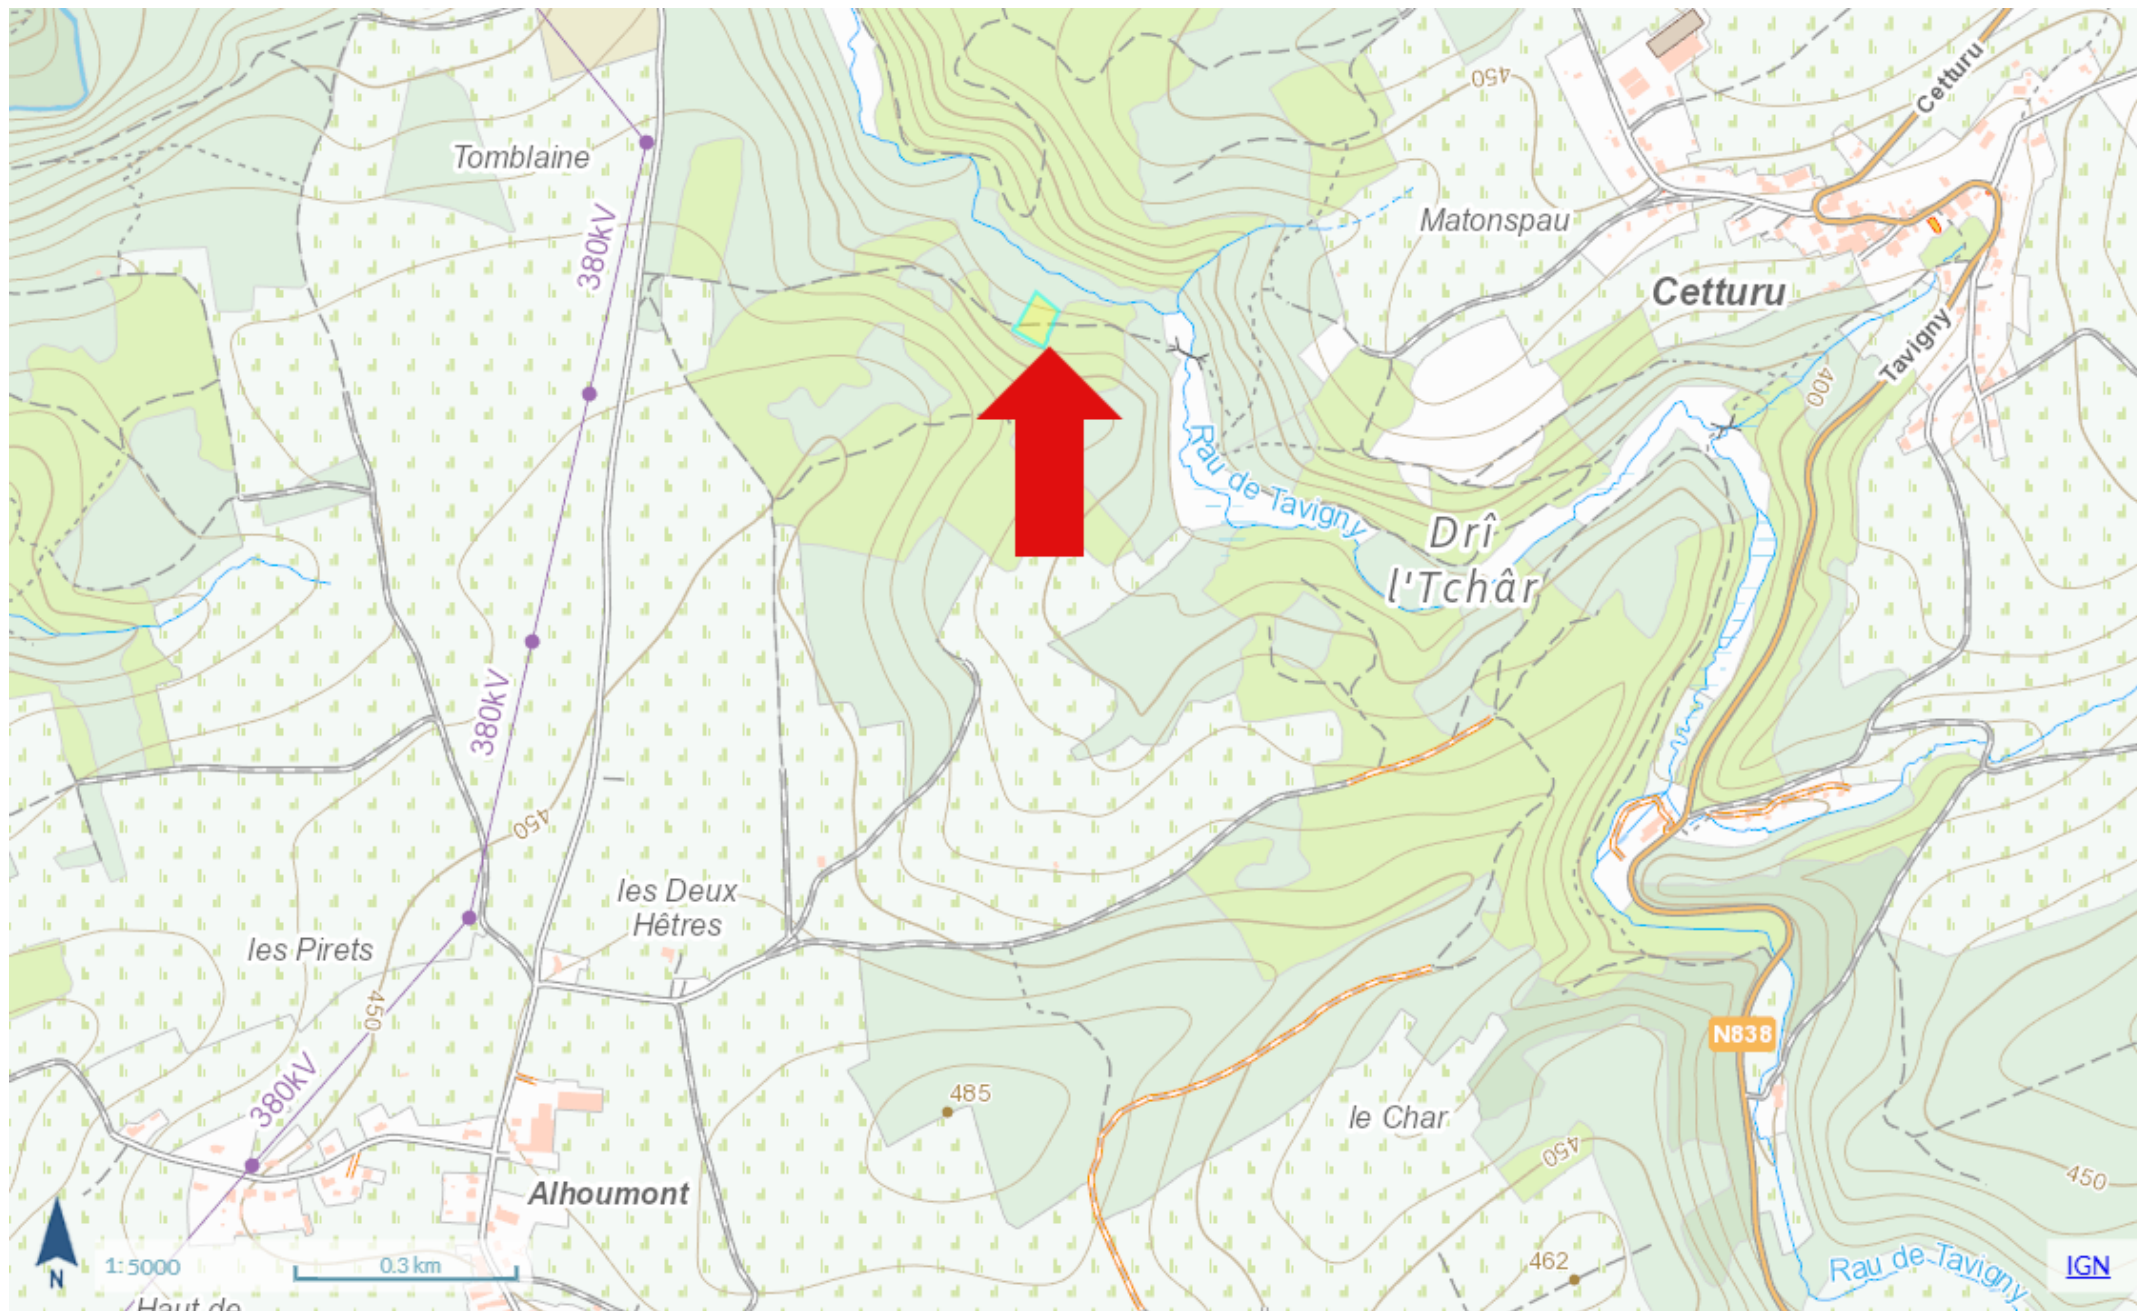 Cetturu
450
Tomblaine
380kV
Matonspau
Cetturu
Tavigny
400
Rau de Tavigny
Drî
l'Tchâr
380kV
450
les Deux
Hêtres
les Pirets
450
N838
380kV
485
le Char
450
450
Alhoumont
462
Rau de Tavigny
IGN
N
1:5000
0.3 km
Haut de